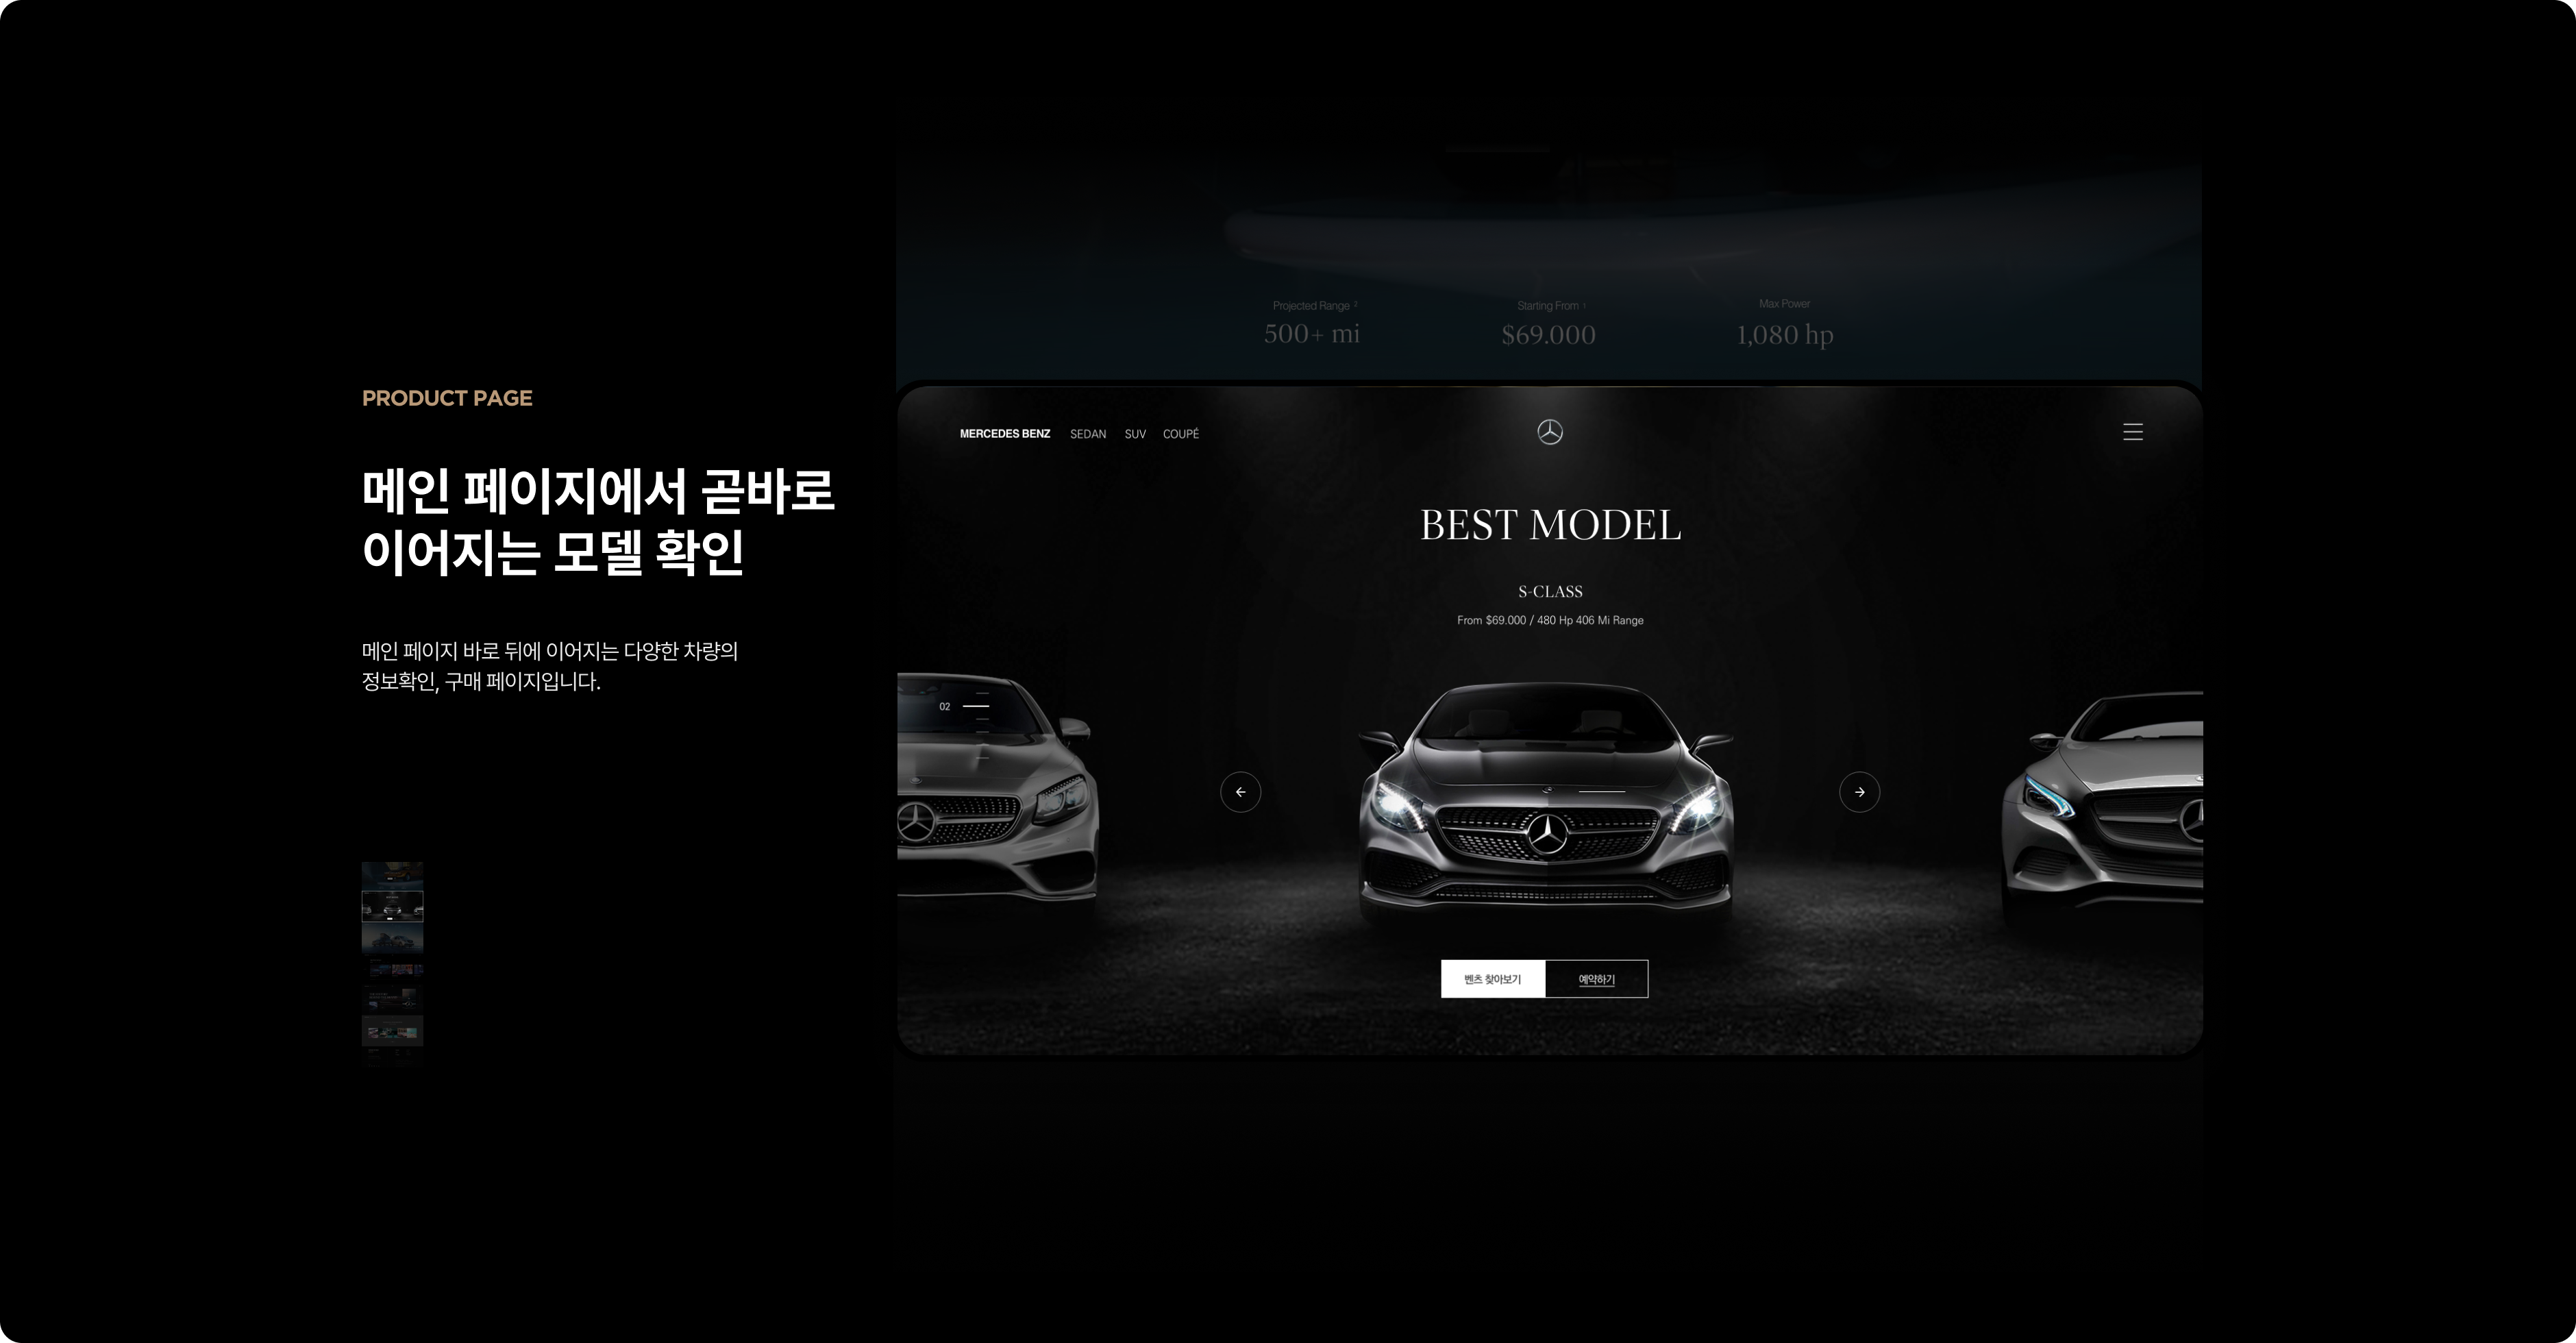 PRODUCT PAGE
메인 페이지에서 곧바로
이어지는 모델 확인
메인 페이지 바로 뒤에 이어지는 다양한 차량의
정보확인, 구매 페이지입니다.
Projected Range ‡
500+ mi
Starting From †
$69.000
Max Power
1,080 hp
MERCEDES BENZ SEDAN SUV COUPÉ
BEST MODEL
S-CLASS
From $69.000 / 480 Hp 406 Mi Range
02
벤츠 찾아보기
예약하기